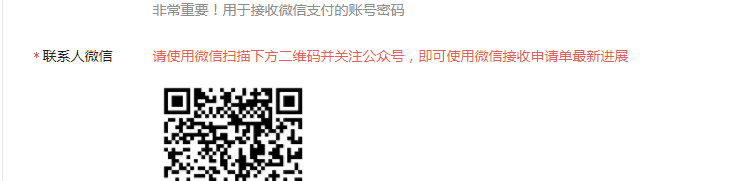 非常重要！用于接收微信支付的账号密码
* 联系人微信 请使用微信扫描下方二维码并关注公众号，即可使用微信接收申请单最新进展